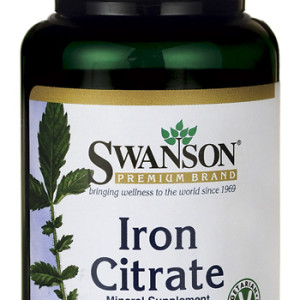 SWANSON®
PREMIUM BRAND
bringing wellness to the world since 1969
Iron
Citrate
Mineral Supplement